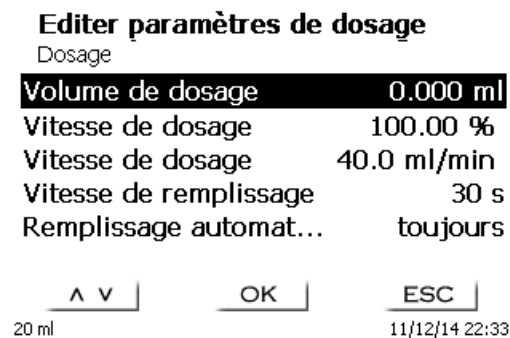 Editer paramètres de dosage
Dosage
Volume de dosage 0.000 ml
Vitesse de dosage 100.00 %
Vitesse de dosage 40.0 ml/min
Vitesse de remplissage 30 s
Remplissage automat... toujours
∧ ∨ OK ESC
20 ml 11/12/14 22:33